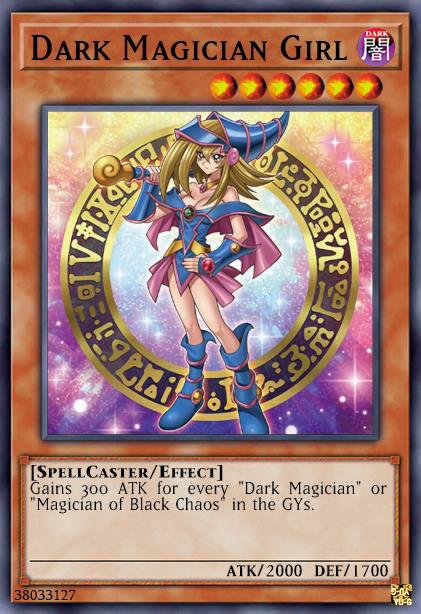 Dark Magician Girl
DARK
闇
[SpellCaster/Effect]
Gains 300 ATK for every "Dark Magician" or
"Magician of Black Chaos" in the GYs.
ATK/2000 DEF/1700
38033127